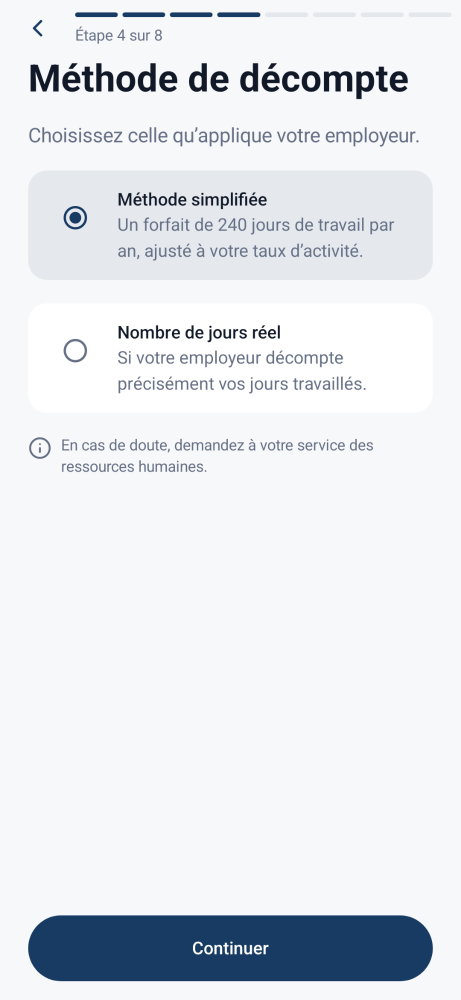 Étape 4 sur 8
Méthode de décompte
Choisissez celle qu’applique votre employeur.
Méthode simplifiée
Un forfait de 240 jours de travail par
an, ajusté à votre taux d’activité.
Nombre de jours réel
Si votre employeur décompte
précisément vos jours travaillés.
En cas de doute, demandez à votre service des
ressources humaines.
Continuer